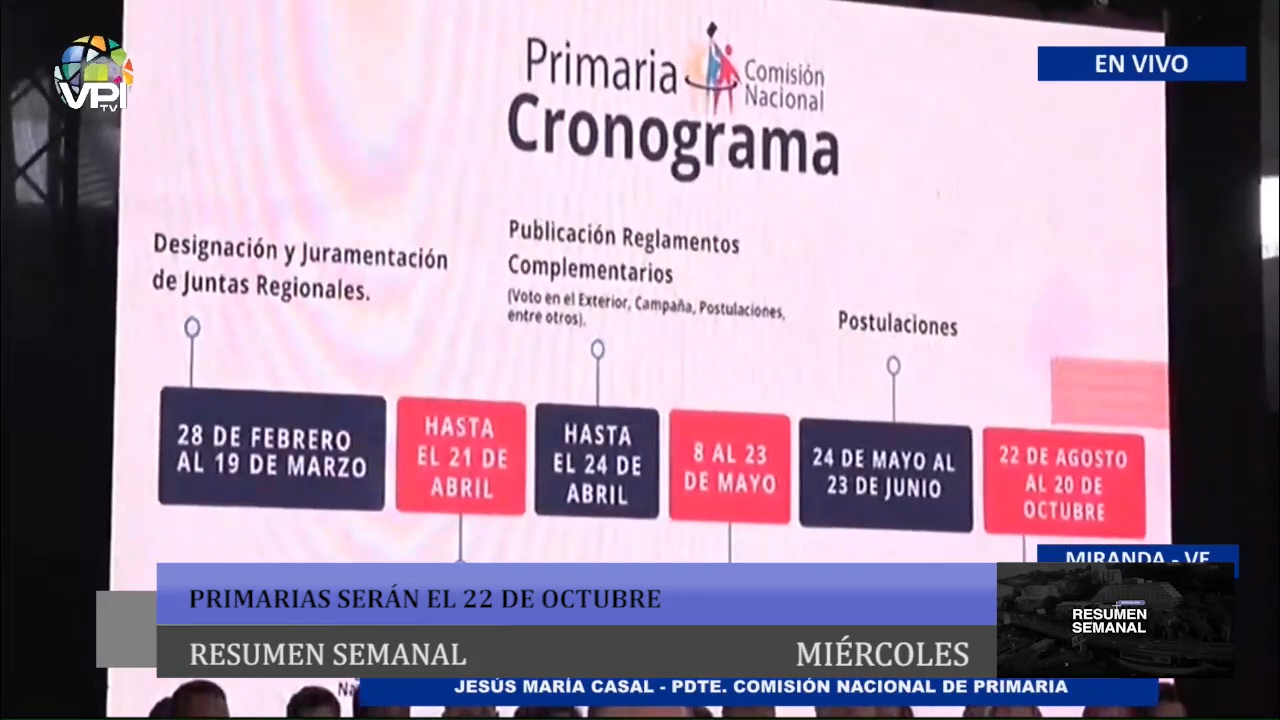 VPI
TV
EN VIVO
Primaria
Comisión
Nacional
Cronograma
Designación y Juramentación
de Juntas Regionales.
Publicación Reglamentos
Complementarios
(Voto en el Exterior, Campaña, Postulaciones,
entre otros).
Postulaciones
28 DE FEBRERO
AL 19 DE MARZO
HASTA
EL 21 DE
ABRIL
HASTA
EL 24 DE
ABRIL
8 AL 23
DE MAYO
24 DE MAYO AL
23 DE JUNIO
22 DE AGOSTO
AL 20 DE
OCTUBRE
MIRANDA - VE
PRIMARIAS SERÁN EL 22 DE OCTUBRE
RESUMEN SEMANAL
MIÉRCOLES
RESUMEN
SEMANAL
JESÚS MARÍA CASAL - PDTE. COMISIÓN NACIONAL DE PRIMARIA